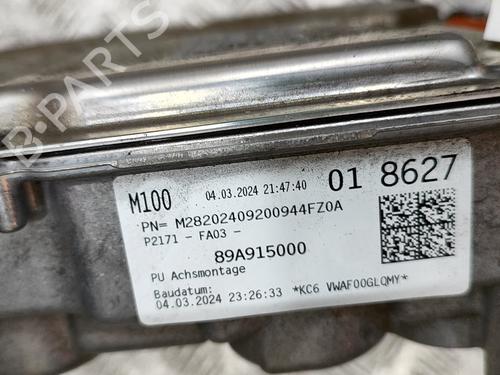 M100 04.03.2024 21:47:40 01 8627
PN= M28202409200944FZ0A
P2171 - FA03 -
89A915000
PU Achsmontage
Baudatum:
04.03.2024 23:26:33 *KC6 VWAF00GLQMY*
B-PARTS